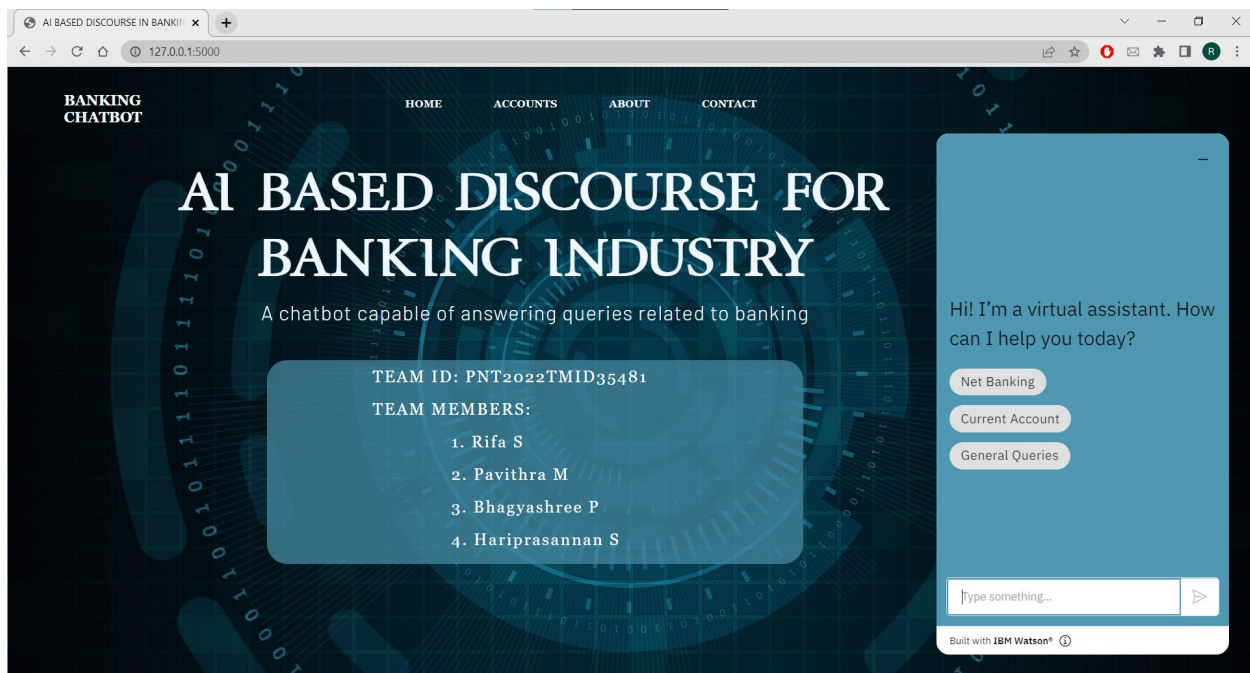 AI BASED DISCOURSE IN BANKIN
127.0.0.1:5000
R
BANKING
CHATBOT
HOME ACCOUNTS ABOUT CONTACT
AI BASED DISCOURSE FOR
BANKING INDUSTRY
A chatbot capable of answering queries related to banking
TEAM ID: PNT2022TMID35481
TEAM MEMBERS:
1. Rifa S
2. Pavithra M
3. Bhagyashree P
4. Hariprasannan S
Hi! I'm a virtual assistant. How
can I help you today?
Net Banking
Current Account
General Queries
Type something...
Built with IBM Watson®